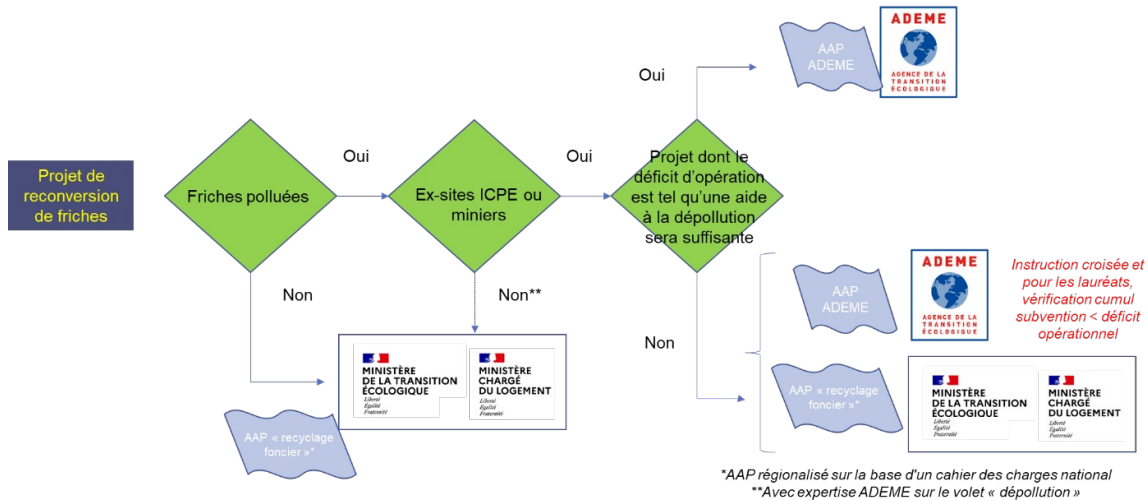 Projet de
reconversion
de friches
Friches polluées
Oui
Non
Ex-sites ICPE ou
miniers
Oui
Non**
Projet dont le
déficit d'opération
est tel qu'une aide
à la dépollution
sera suffisante
Oui
AAP
ADEME
ADEME
AGENCE DE LA
TRANSITION
ÉCOLOGIQUE
Non
AAP
ADEME
ADEME
AGENCE DE LA
TRANSITION
ÉCOLOGIQUE
Instruction croisée et
pour les lauréats,
vérification cumul
subvention < déficit
opérationnel
AAP « recyclage
foncier »*
MINISTÈRE
DE LA TRANSITION
ÉCOLOGIQUE
Liberté
Égalité
Fraternité
MINISTÈRE
CHARGÉ
DU LOGEMENT
Liberté
Égalité
Fraternité
AAP « recyclage
foncier »*
MINISTÈRE
DE LA TRANSITION
ÉCOLOGIQUE
Liberté
Égalité
Fraternité
MINISTÈRE
CHARGÉ
DU LOGEMENT
Liberté
Égalité
Fraternité
*AAP régionalisé sur la base d'un cahier des charges national
**Avec expertise ADEME sur le volet « dépollution »